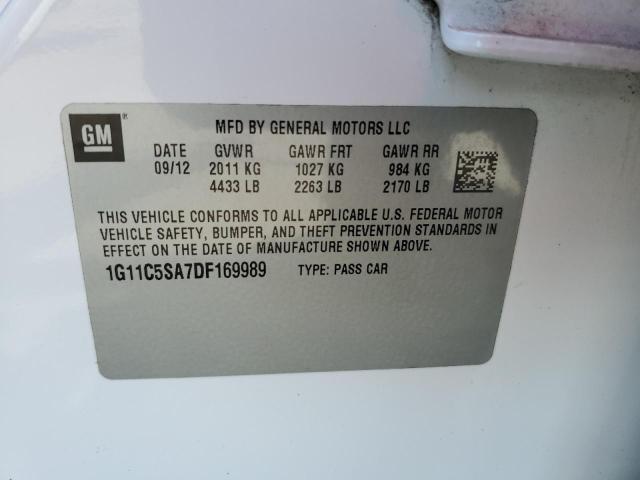 GM ®
MFD BY GENERAL MOTORS LLC
DATE GVWR GAWR FRT GAWR RR
09/12 2011 KG 1027 KG 984 KG
4433 LB 2263 LB 2170 LB
THIS VEHICLE CONFORMS TO ALL APPLICABLE U.S. FEDERAL MOTOR
VEHICLE SAFETY, BUMPER, AND THEFT PREVENTION STANDARDS IN
EFFECT ON THE DATE OF MANUFACTURE SHOWN ABOVE.
1G11C5SA7DF169989 TYPE: PASS CAR